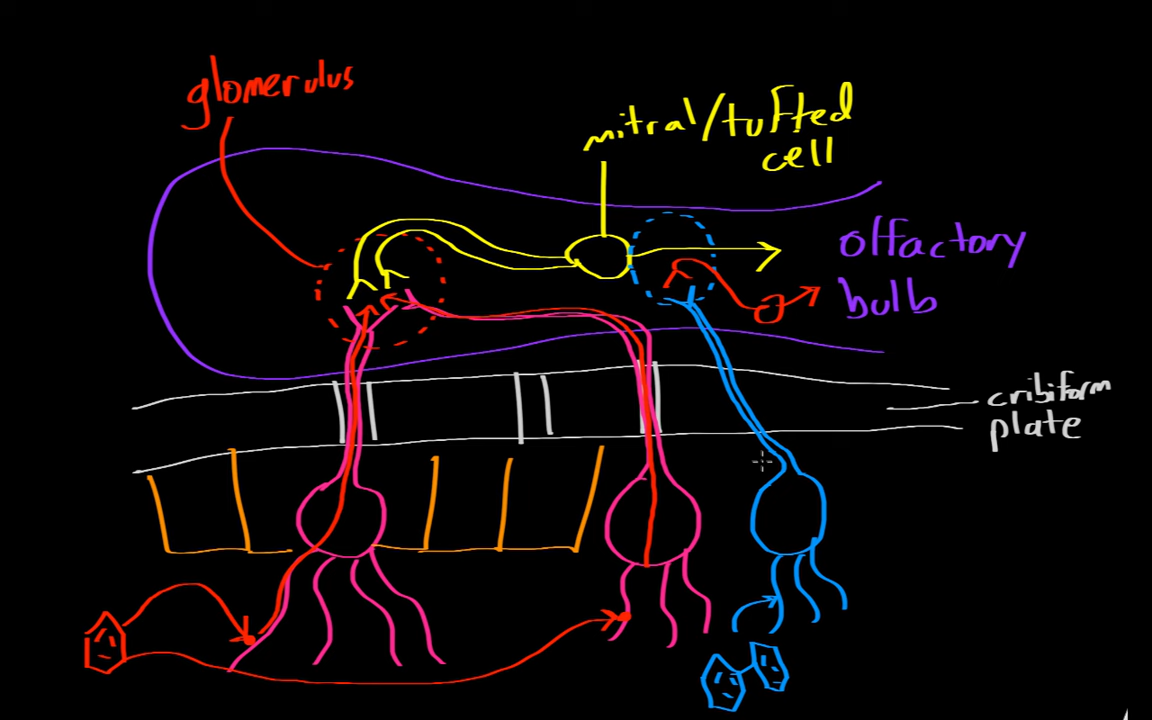 glomerulus
mitral/tufted
cell
olfactory
bulb
cribiform
plate